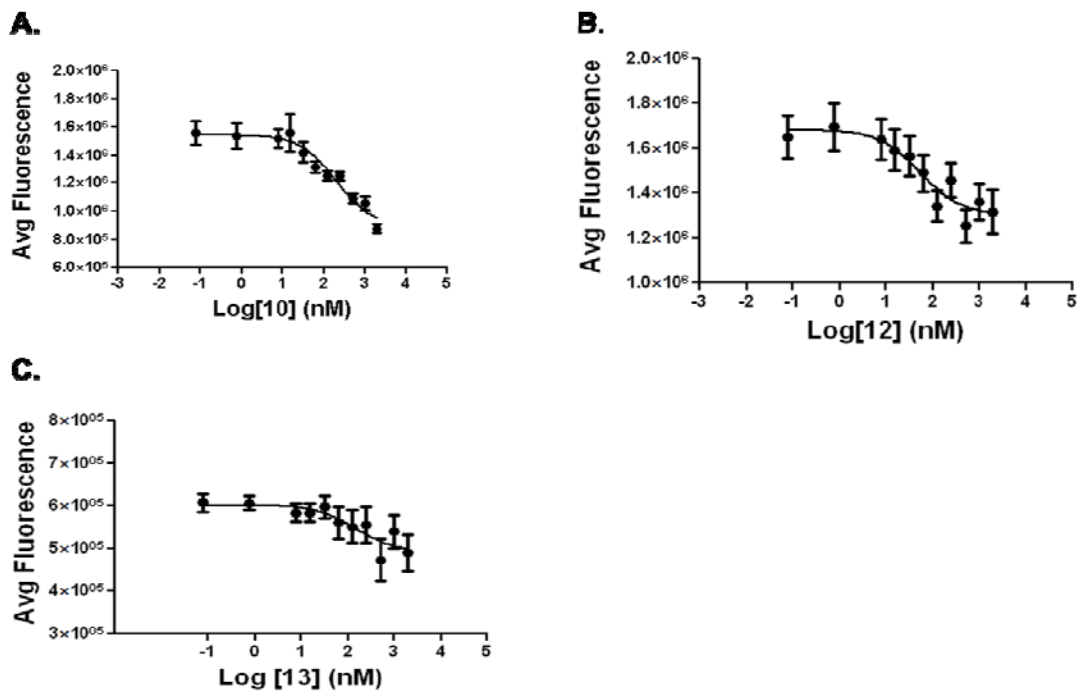 A.
Avg Fluorescence
2.0×10⁶
1.8×10⁶
1.6×10⁶
1.4×10⁶
1.2×10⁶
1.0×10⁶
8.0×10⁵
6.0×10⁵
-3 -2 -1 0 1 2 3 4 5
Log[10] (nM)
B.
Avg Fluorescence
2.0×10⁶
1.8×10⁶
1.6×10⁶
1.4×10⁶
1.2×10⁶
1.0×10⁶
-3 -2 -1 0 1 2 3 4 5
Log[12] (nM)
C.
Avg Fluorescence
8×10⁰⁵
7×10⁰⁵
6×10⁰⁵
5×10⁰⁵
4×10⁰⁵
3×10⁰⁵
-1 0 1 2 3 4 5
Log [13] (nM)